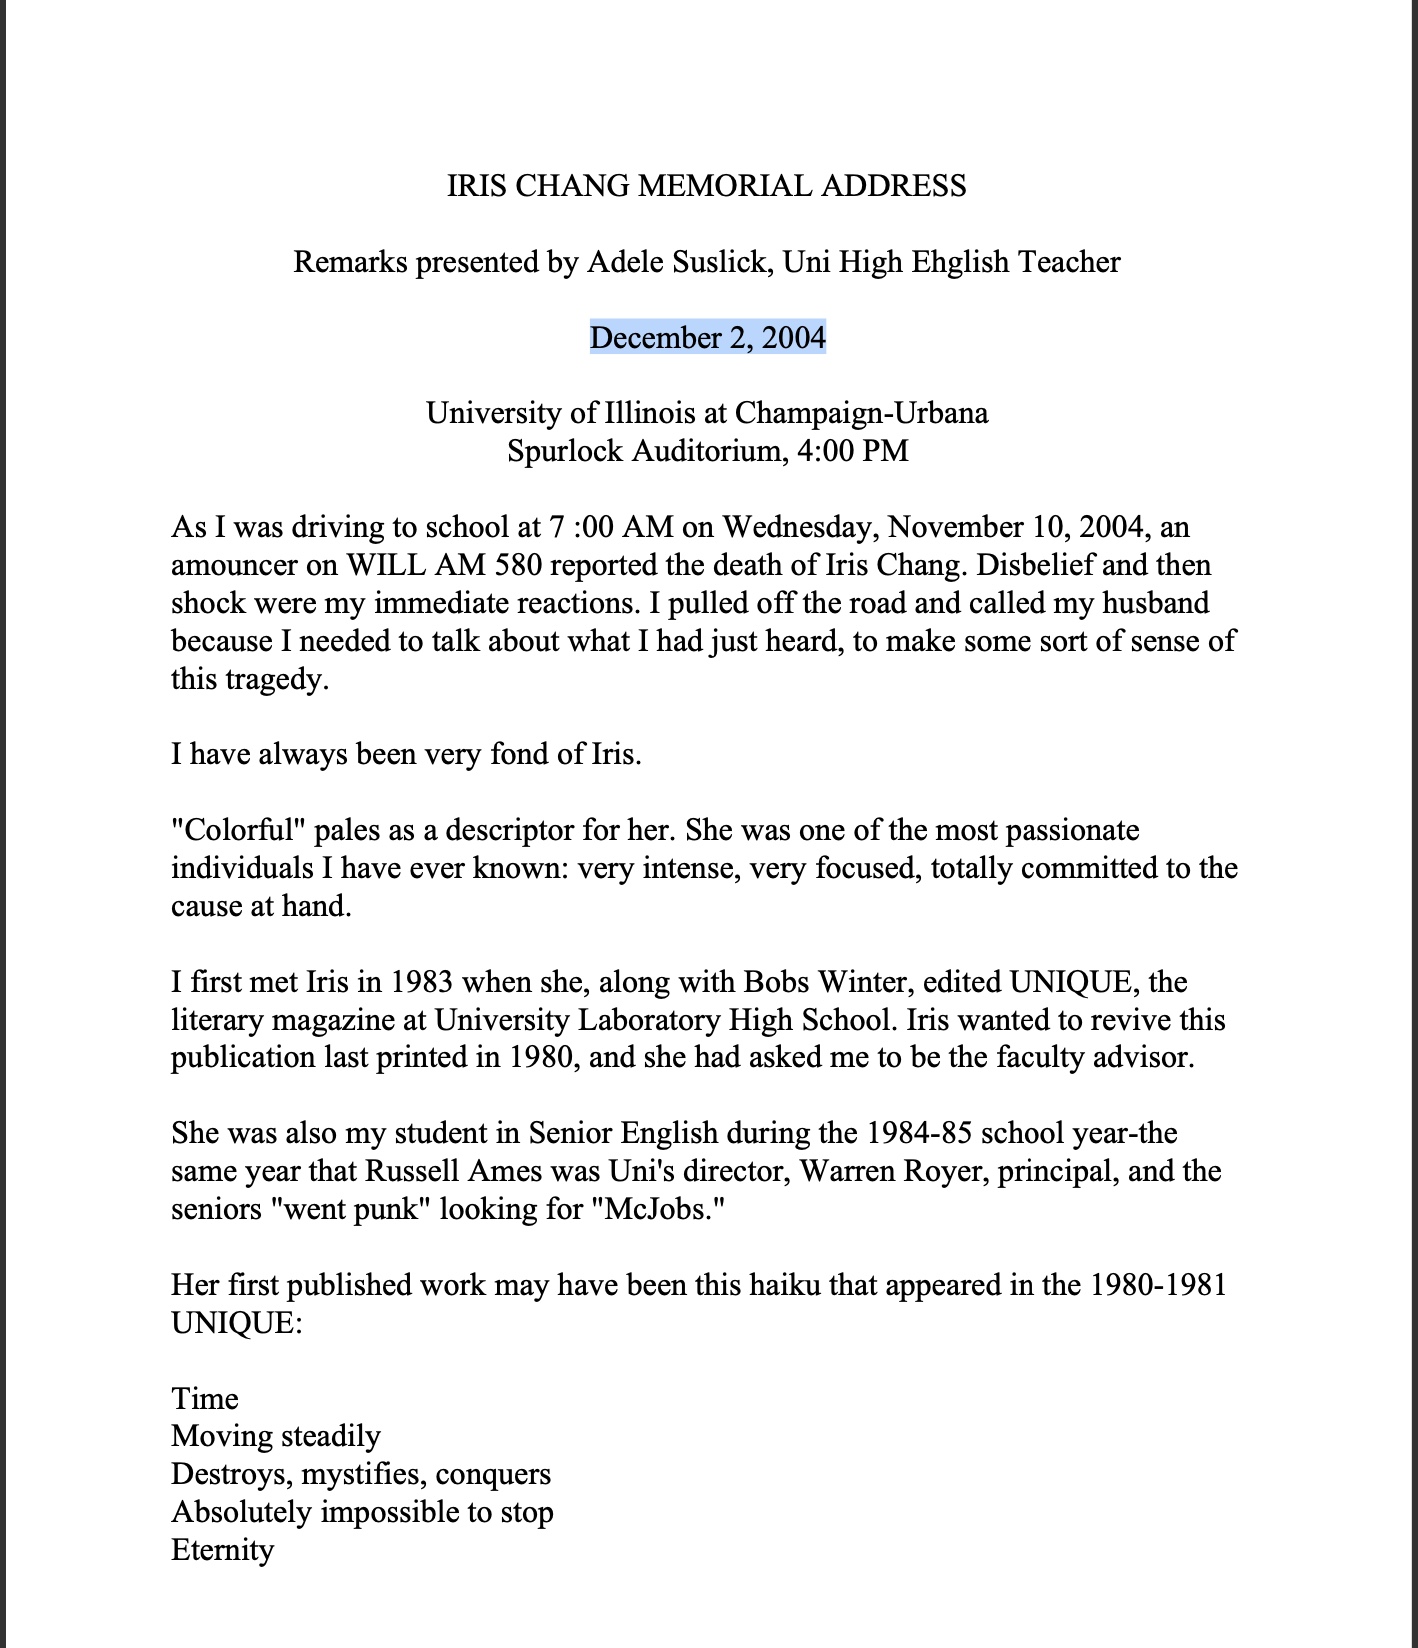 IRIS CHANG MEMORIAL ADDRESS
Remarks presented by Adele Suslick, Uni High Ehglish Teacher
December 2, 2004
University of Illinois at Champaign-Urbana
Spurlock Auditorium, 4:00 PM
As I was driving to school at 7 :00 AM on Wednesday, November 10, 2004, an
amouncer on WILL AM 580 reported the death of Iris Chang. Disbelief and then
shock were my immediate reactions. I pulled off the road and called my husband
because I needed to talk about what I had just heard, to make some sort of sense of
this tragedy.
I have always been very fond of Iris.
"Colorful" pales as a descriptor for her. She was one of the most passionate
individuals I have ever known: very intense, very focused, totally committed to the
cause at hand.
I first met Iris in 1983 when she, along with Bobs Winter, edited UNIQUE, the
literary magazine at University Laboratory High School. Iris wanted to revive this
publication last printed in 1980, and she had asked me to be the faculty advisor.
She was also my student in Senior English during the 1984-85 school year-the
same year that Russell Ames was Uni's director, Warren Royer, principal, and the
seniors "went punk" looking for "McJobs."
Her first published work may have been this haiku that appeared in the 1980-1981
UNIQUE:
Time
Moving steadily
Destroys, mystifies, conquers
Absolutely impossible to stop
Eternity